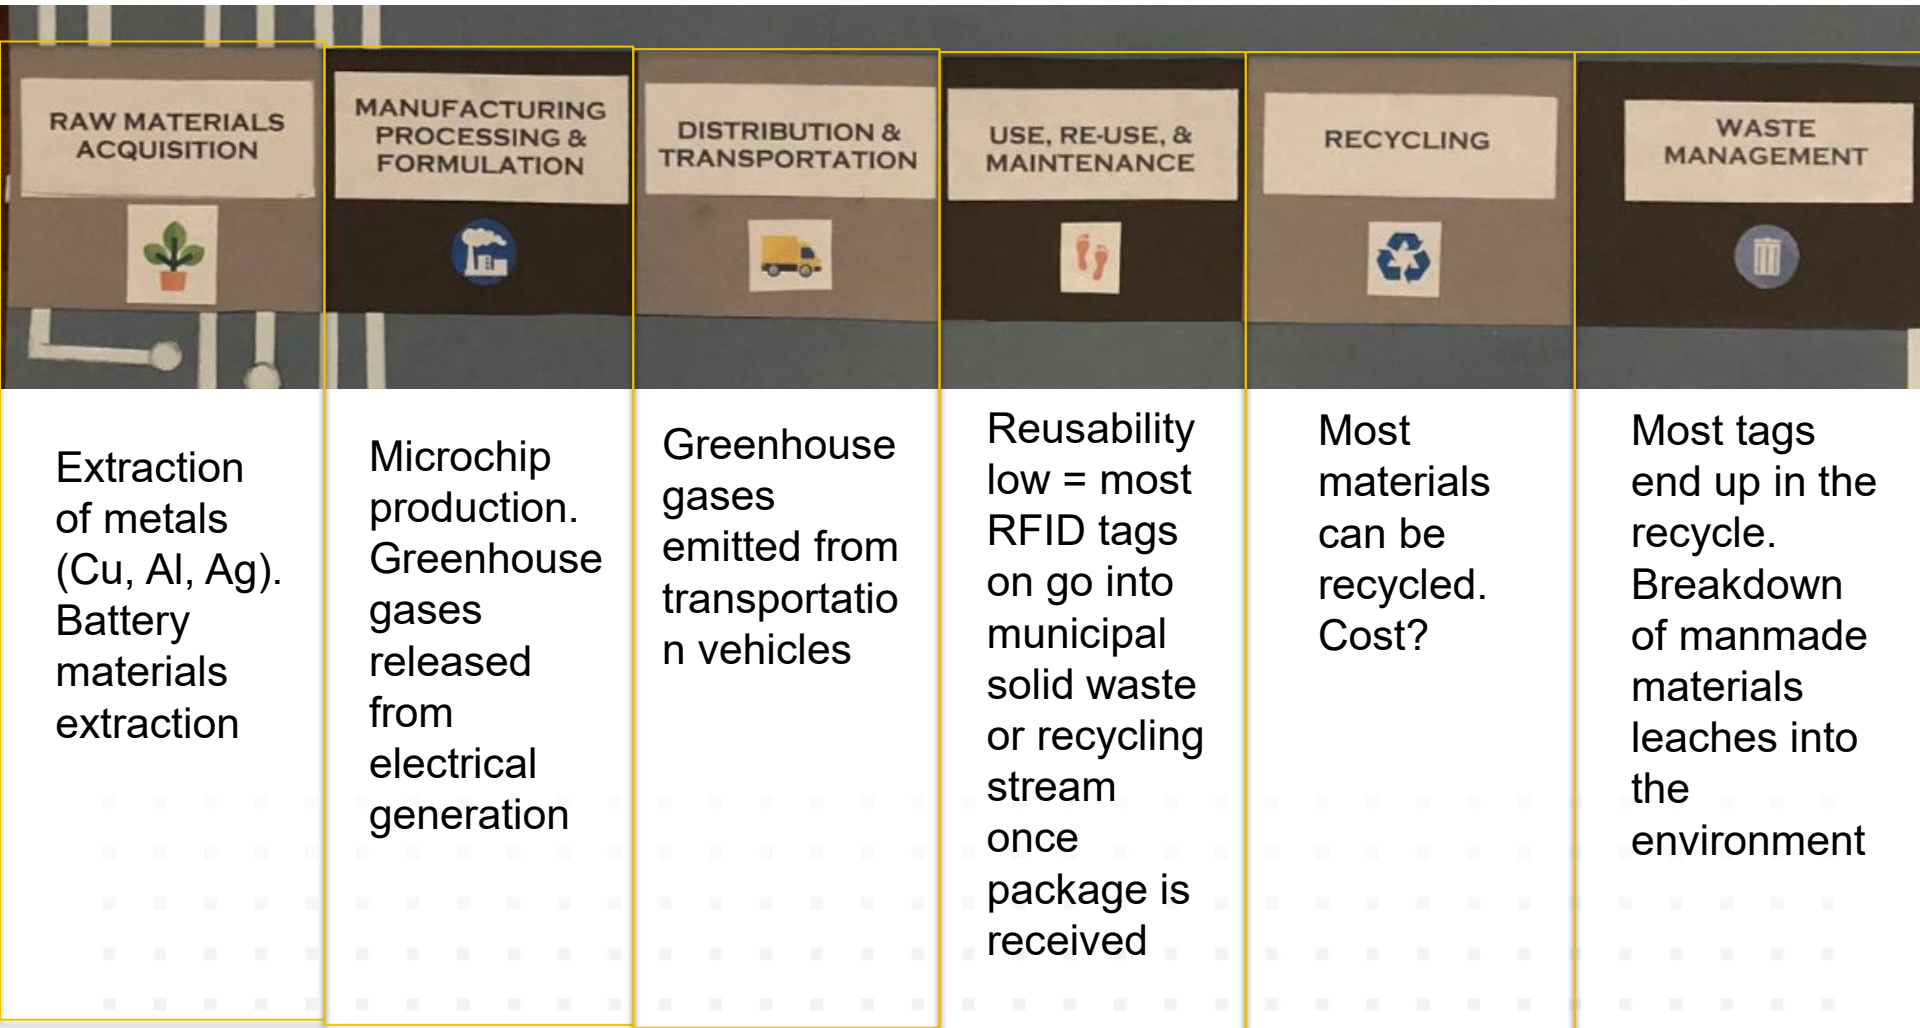 RAW MATERIALS
ACQUISITION
Extraction
of metals
(Cu, Al, Ag).
Battery
materials
extraction
MANUFACTURING
PROCESSING &
FORMULATION
Microchip
production.
Greenhouse
gases
released
from
electrical
generation
DISTRIBUTION &
TRANSPORTATION
Greenhouse
gases
emitted from
transportatio
n vehicles
USE, RE-USE, &
MAINTENANCE
Reusability
low = most
RFID tags
on go into
municipal
solid waste
or recycling
stream
once
package is
received
RECYCLING
Most
materials
can be
recycled.
Cost?
WASTE
MANAGEMENT
Most tags
end up in the
recycle.
Breakdown
of manmade
materials
leaches into
the
environment